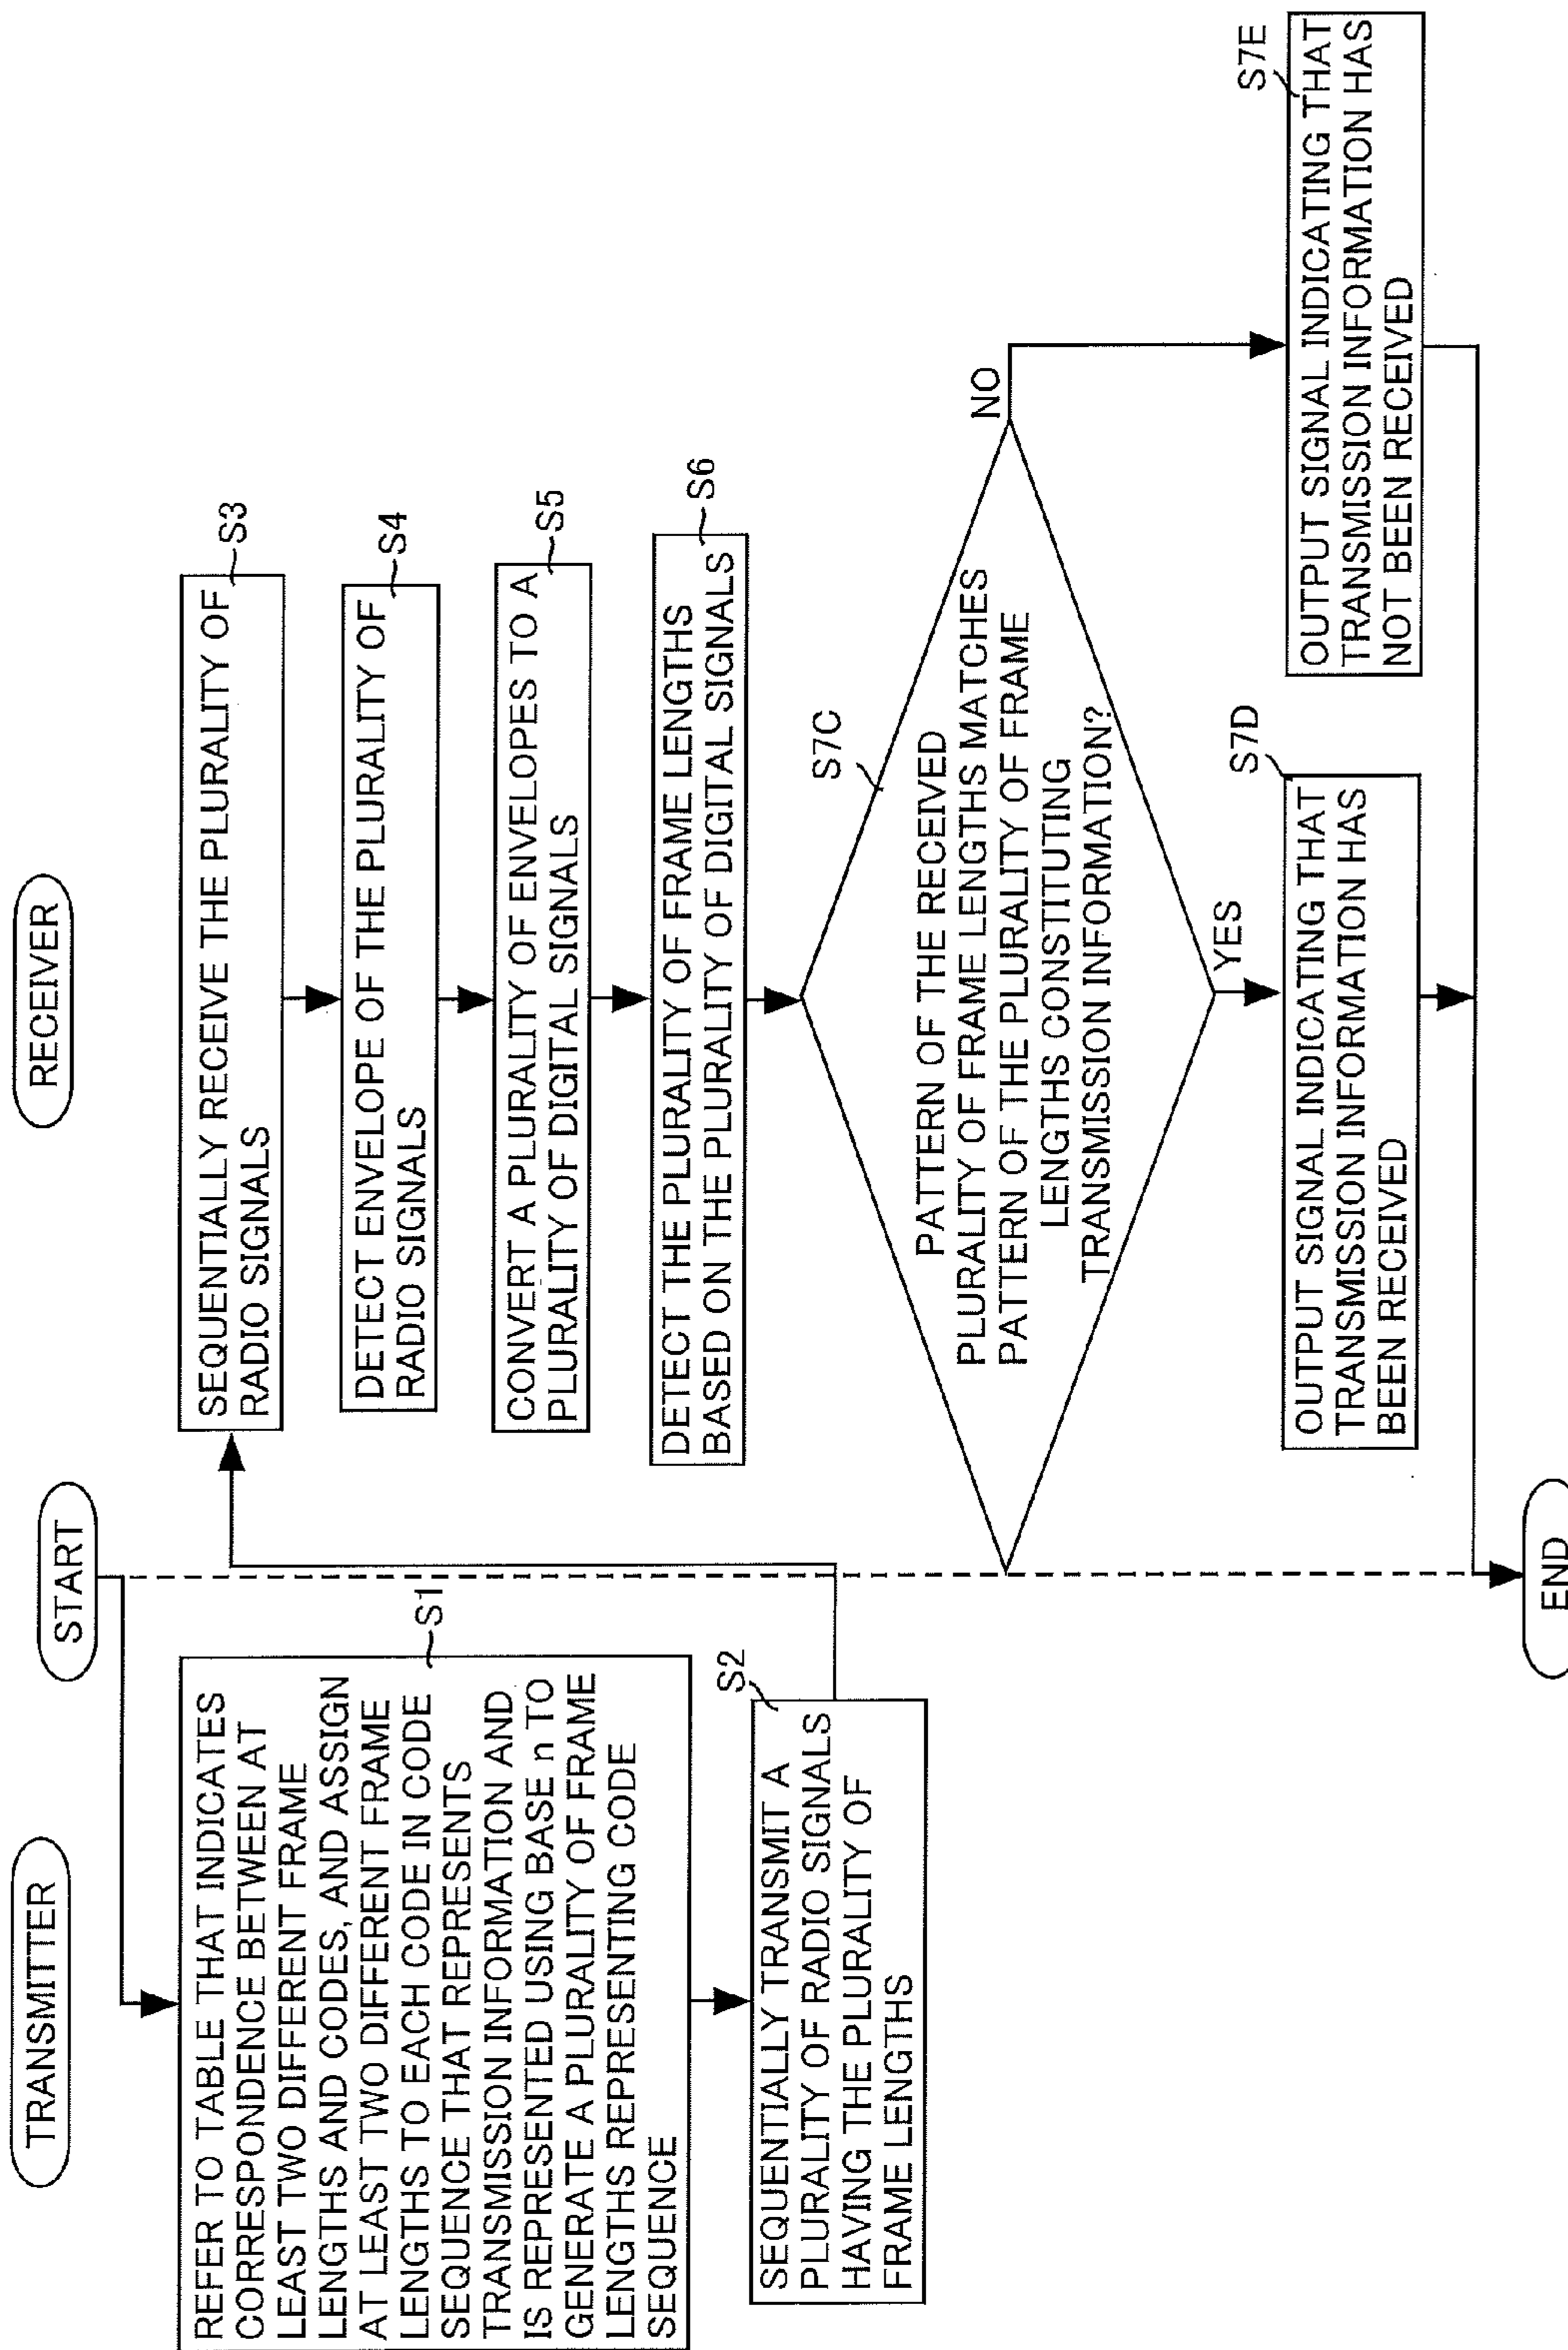 TRANSMITTER
START
RECEIVER
REFER TO TABLE THAT INDICATES
CORRESPONDENCE BETWEEN AT
LEAST TWO DIFFERENT FRAME
LENGTHS AND CODES, AND ASSIGN
AT LEAST TWO DIFFERENT FRAME
LENGTHS TO EACH CODE IN CODE
SEQUENCE THAT REPRESENTS
TRANSMISSION INFORMATION AND
IS REPRESENTED USING BASE n TO
GENERATE A PLURALITY OF FRAME
LENGTHS REPRESENTING CODE
SEQUENCE
S1
S2
SEQUENTIALLY TRANSMIT A
PLURALITY OF RADIO SIGNALS
HAVING THE PLURALITY OF
FRAME LENGTHS
SEQUENTIALLY RECEIVE THE PLURALITY OF
RADIO SIGNALS
S3
DETECT ENVELOPE OF THE PLURALITY OF
RADIO SIGNALS
S4
CONVERT A PLURALITY OF ENVELOPES TO A
PLURALITY OF DIGITAL SIGNALS
S5
DETECT THE PLURALITY OF FRAME LENGTHS
BASED ON THE PLURALITY OF DIGITAL SIGNALS
S6
S7C
PATTERN OF THE RECEIVED
PLURALITY OF FRAME LENGTHS MATCHES
PATTERN OF THE PLURALITY OF FRAME
LENGTHS CONSTITUTING
TRANSMISSION INFORMATION?
NO
YES
S7D
OUTPUT SIGNAL INDICATING THAT
TRANSMISSION INFORMATION HAS
BEEN RECEIVED
S7E
OUTPUT SIGNAL INDICATING THAT
TRANSMISSION INFORMATION HAS
NOT BEEN RECEIVED
END